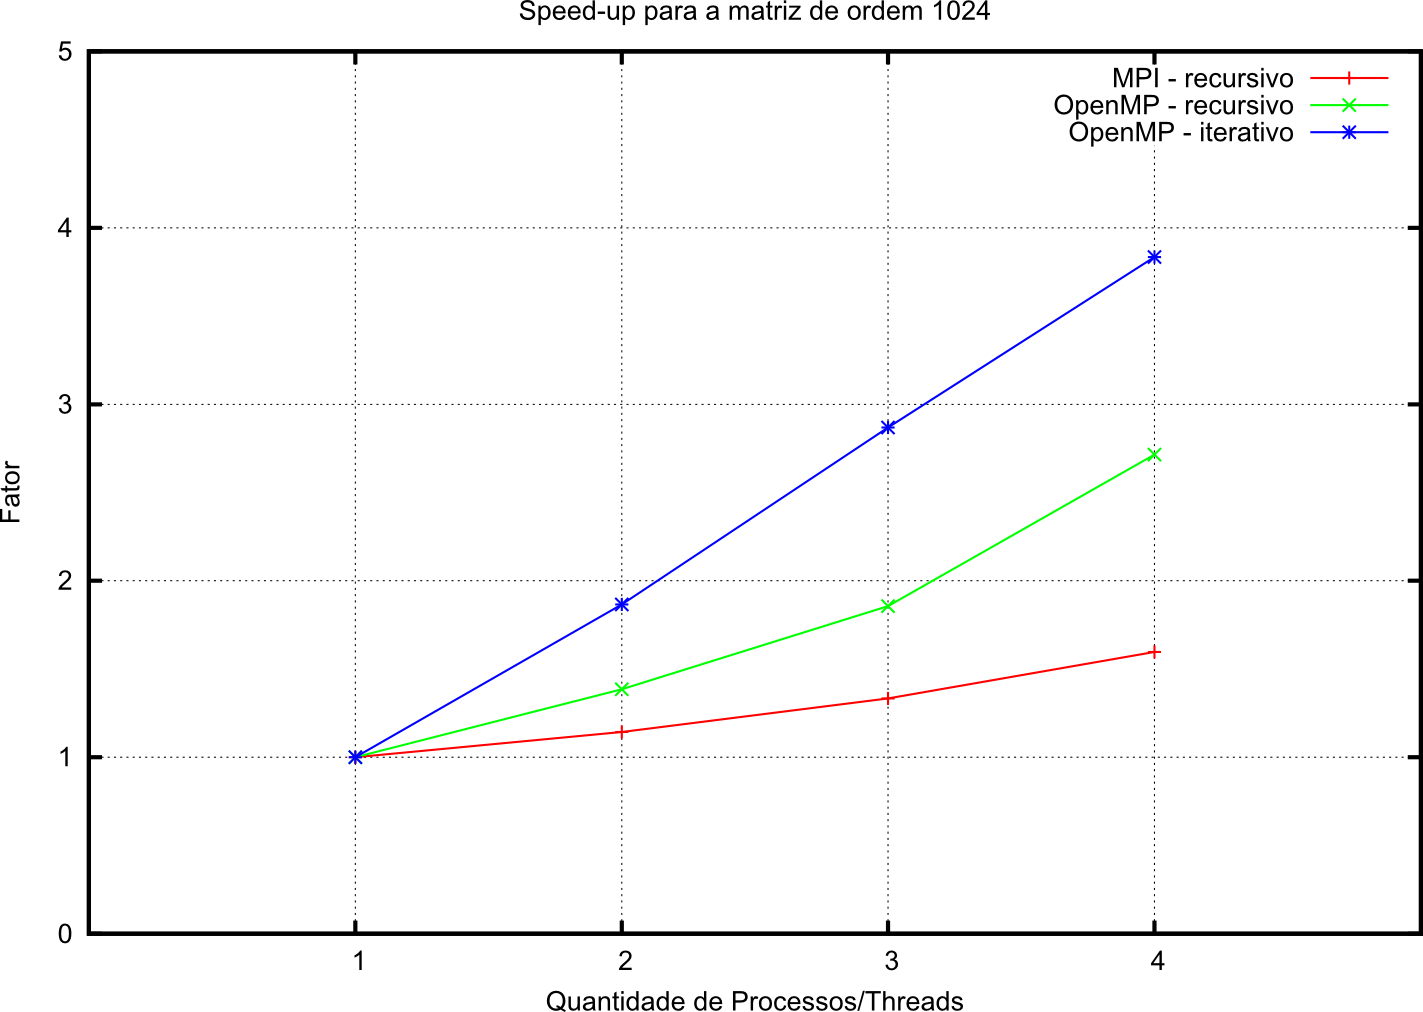 Speed-up para a matriz de ordem 1024
5
4
3
2
1
0
Fator
MPI - recursivo
OpenMP - recursivo
OpenMP - iterativo
1 2 3 4
Quantidade de Processos/Threads